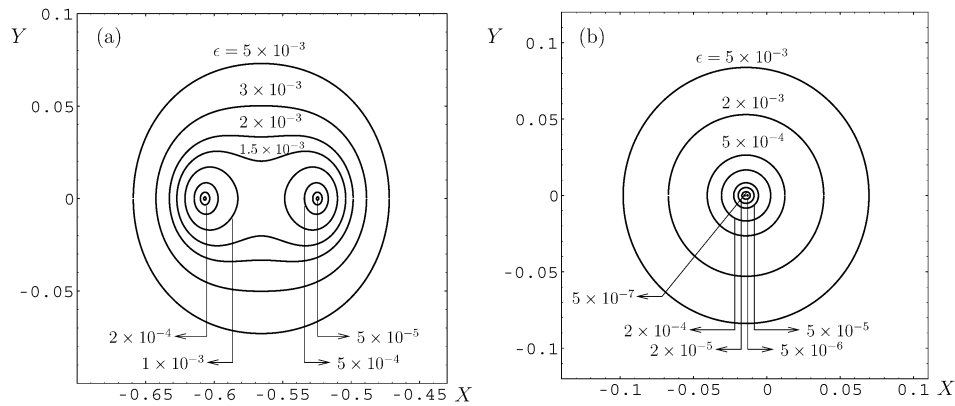 0.1
Y
(a)
ϵ = 5 × 10⁻³
3 × 10⁻³
0.05
2 × 10⁻³
1.5 × 10⁻³
0
-0.05
2 × 10⁻⁴
5 × 10⁻⁵
1 × 10⁻³
5 × 10⁻⁴
-0.65 -0.6 -0.55 -0.5 -0.45 X
Y
(b)
0.1
ϵ = 5 × 10⁻³
2 × 10⁻³
0.05
5 × 10⁻⁴
0
-0.05
5 × 10⁻⁷
2 × 10⁻⁴
5 × 10⁻⁵
2 × 10⁻⁵
5 × 10⁻⁶
-0.1
-0.1 -0.05 0 0.05 0.1 X